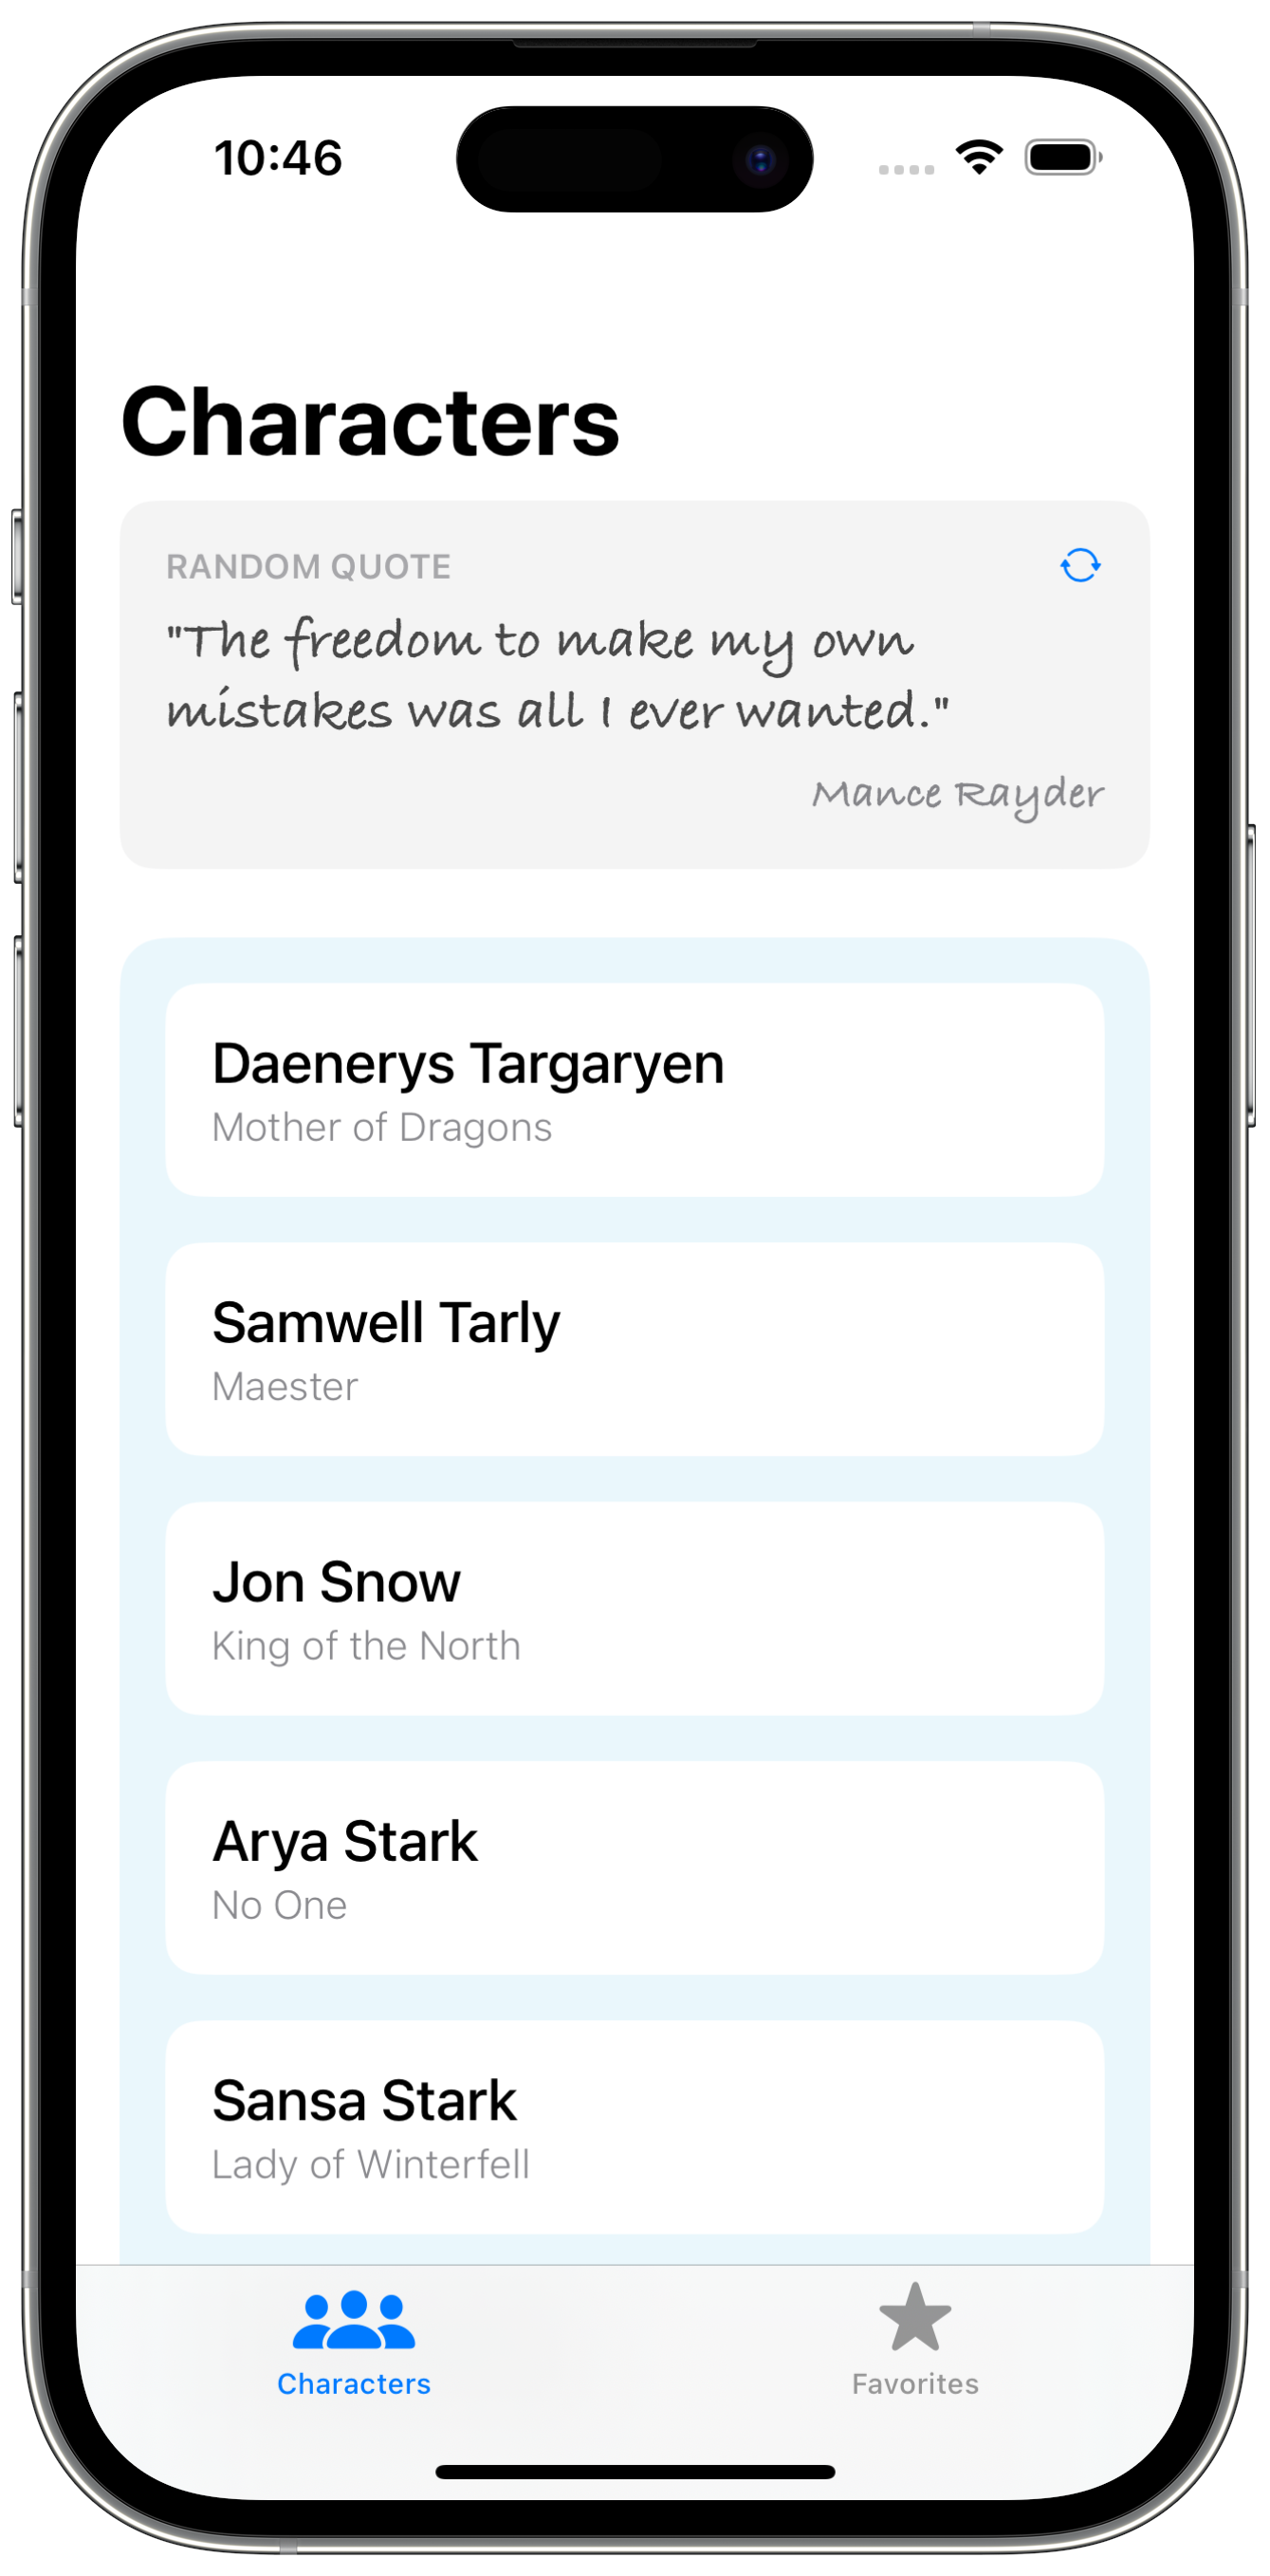 10:46
Characters
RANDOM QUOTE
"The freedom to make my own
mistakes was all I ever wanted."
Mance Rayder
Daenerys Targaryen
Mother of Dragons
Samwell Tarly
Maester
Jon Snow
King of the North
Arya Stark
No One
Sansa Stark
Lady of Winterfell
Characters
Favorites